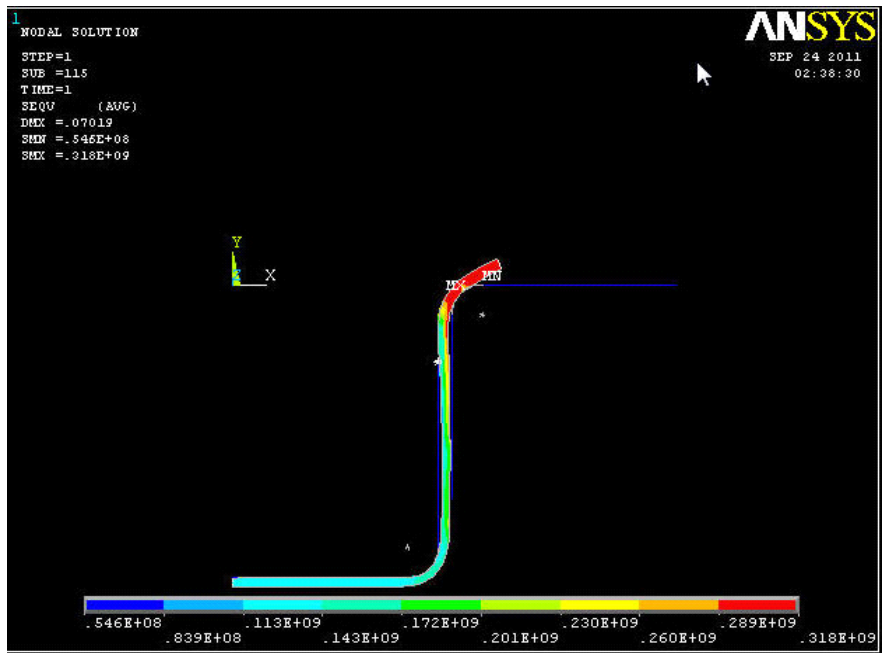 1
NODAL SOLUTION
STEP=1
SUB =115
TIME=1
SEQV (AVG)
DMX =.07019
SMN =.546E+08
SMX =.318E+09
ANSYS
SEP 24 2011
02:38:30
Y
X
MX
MN
.546E+08 .113E+09 .172E+09 .230E+09 .289E+09
.839E+08 .143E+09 .201E+09 .260E+09 .318E+09